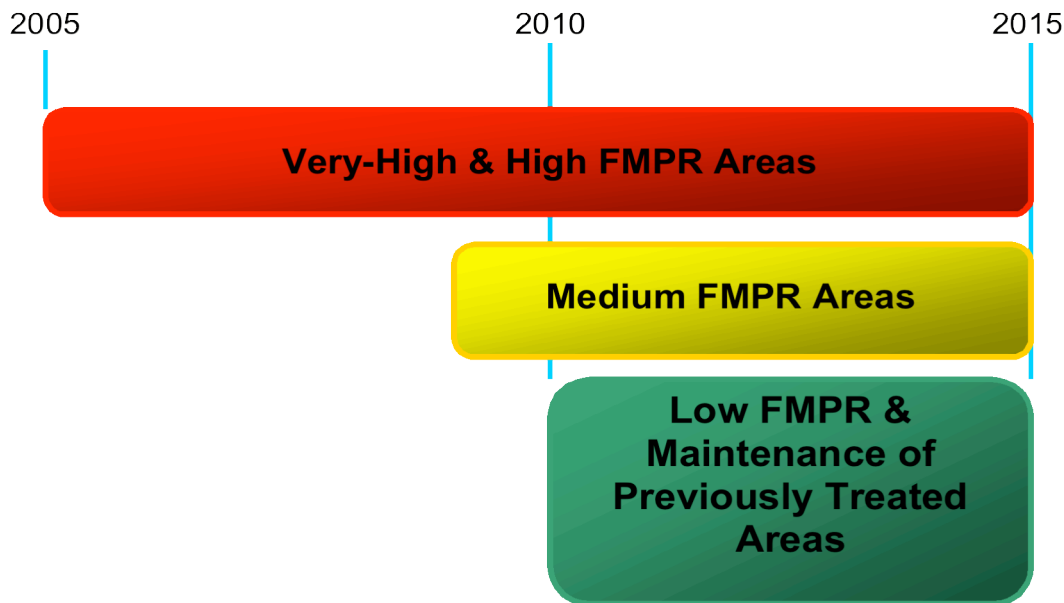 2005 2010 2015
Very-High & High FMPR Areas
Medium FMPR Areas
Low FMPR &
Maintenance of
Previously Treated
Areas